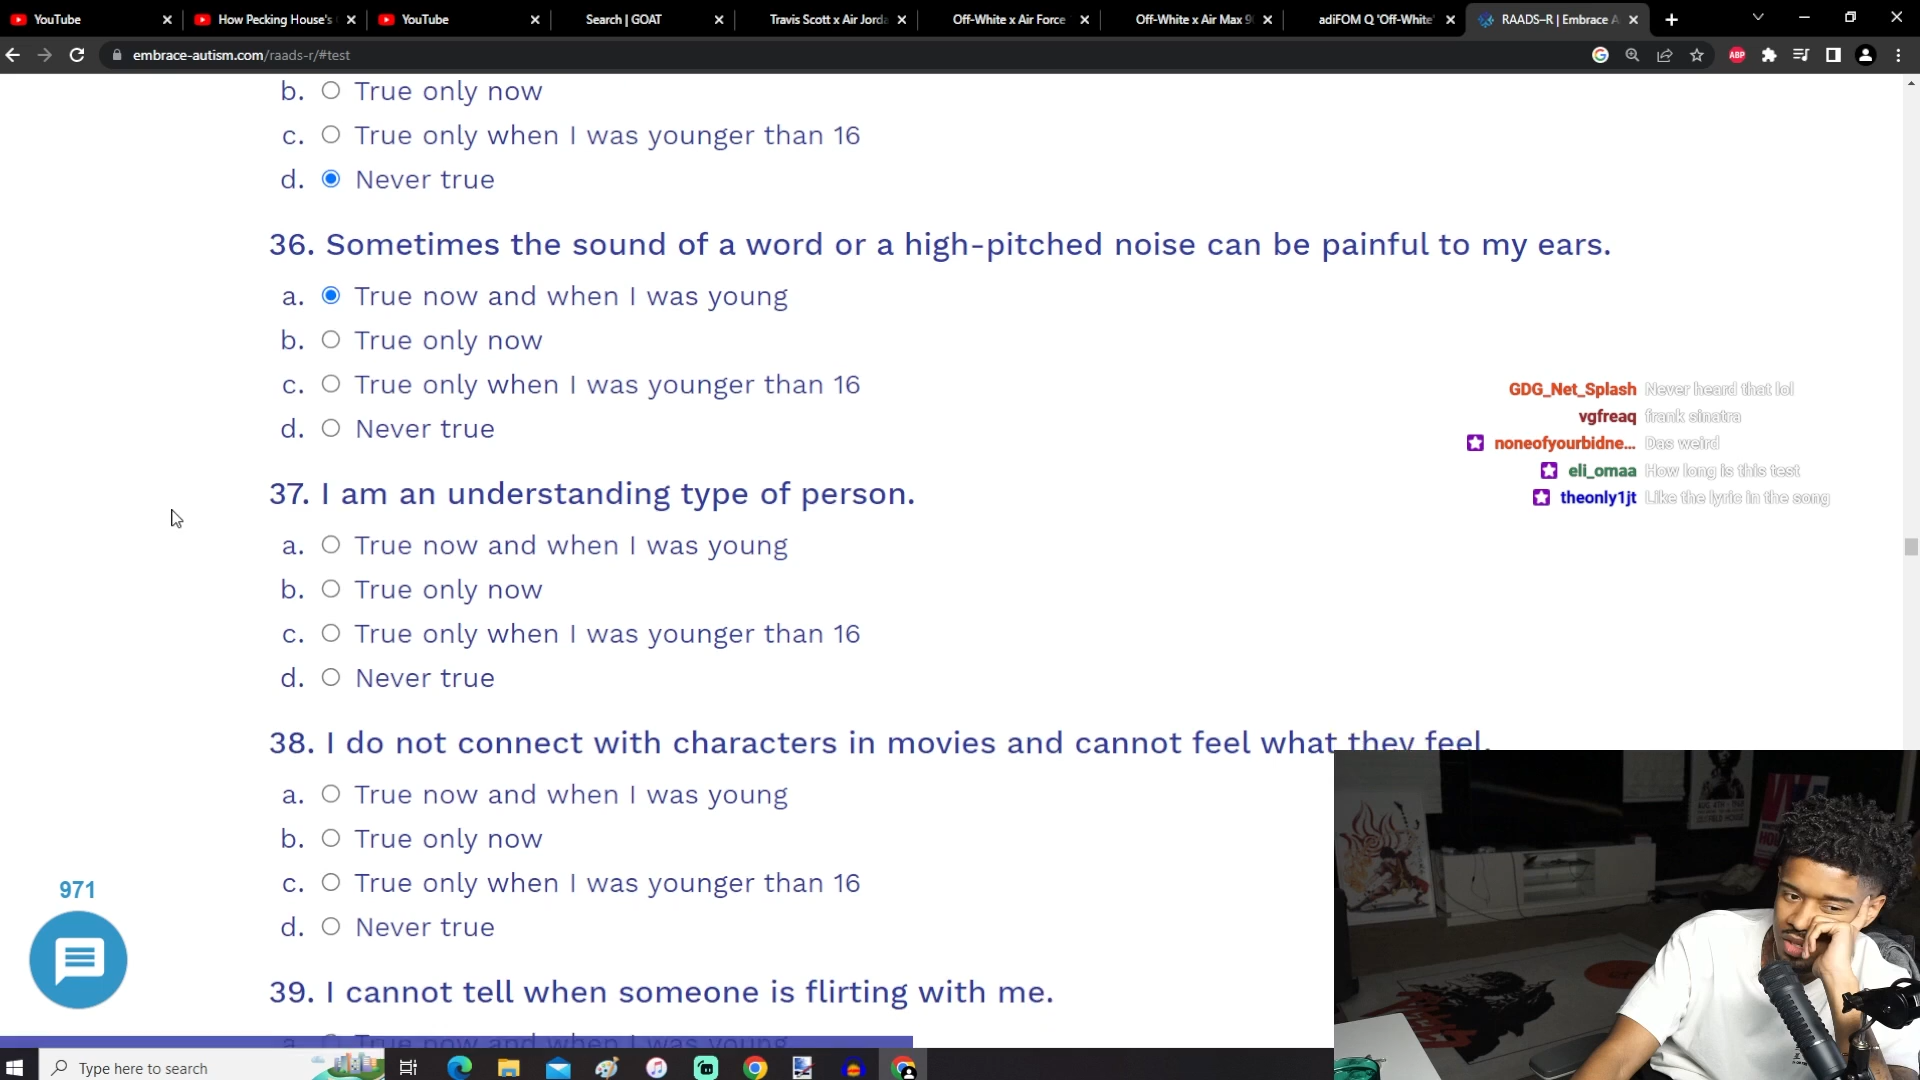 YouTube
How Pecking House's
YouTube
Search | GOAT
Travis Scott x Air Jorda
Off-White x Air Force
Off-White x Air Max 9
adiFOM Q 'Off-White'
RAADS–R | Embrace A
embrace-autism.com/raads-r/#test
ABP
b. True only now
c. True only when I was younger than 16
d. Never true
36. Sometimes the sound of a word or a high-pitched noise can be painful to my ears.
a. True now and when I was young
b. True only now
c. True only when I was younger than 16
d. Never true
GDG_Net_Splash Never heard that lol
vgfreaq frank sinatra
noneofyourbidne... Das weird
eli_omaa How long is this test
theonly1jt Like the lyric in the song
37. I am an understanding type of person.
a. True now and when I was young
b. True only now
c. True only when I was younger than 16
d. Never true
38. I do not connect with characters in movies and cannot feel what they feel.
a. True now and when I was young
b. True only now
c. True only when I was younger than 16
d. Never true
971
39. I cannot tell when someone is flirting with me.
a. True now and when I was young
Type here to search